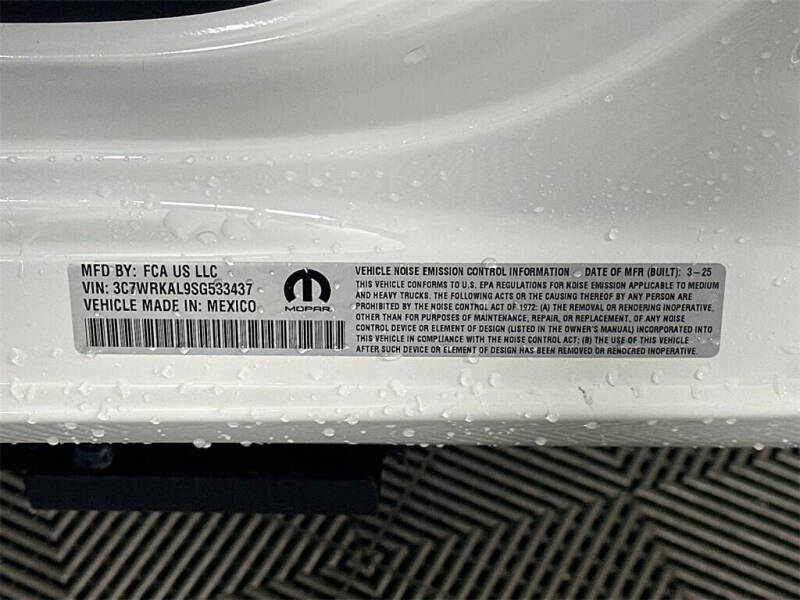 MFD BY: FCA US LLC
VIN: 3C7WRKAL9SG533437
VEHICLE MADE IN: MEXICO
MOPAR
VEHICLE NOISE EMISSION CONTROL INFORMATION DATE OF MFR (BUILT): 3-25
THIS VEHICLE CONFORMS TO U.S. EPA REGULATIONS FOR NOISE EMISSION APPLICABLE TO MEDIUM
AND HEAVY TRUCKS. THE FOLLOWING ACTS OR THE CAUSING THEREOF BY ANY PERSON ARE
PROHIBITED BY THE NOISE CONTROL ACT OF 1972: (A) THE REMOVAL OR RENDERING INOPERATIVE,
OTHER THAN FOR PURPOSES OF MAINTENANCE, REPAIR, OR REPLACEMENT, OF ANY NOISE
CONTROL DEVICE OR ELEMENT OF DESIGN (LISTED IN THE OWNER'S MANUAL) INCORPORATED INTO
THIS VEHICLE IN COMPLIANCE WITH THE NOISE CONTROL ACT; (B) THE USE OF THIS VEHICLE
AFTER SUCH DEVICE OR ELEMENT OF DESIGN HAS BEEN REMOVED OR RENDERED INOPERATIVE.